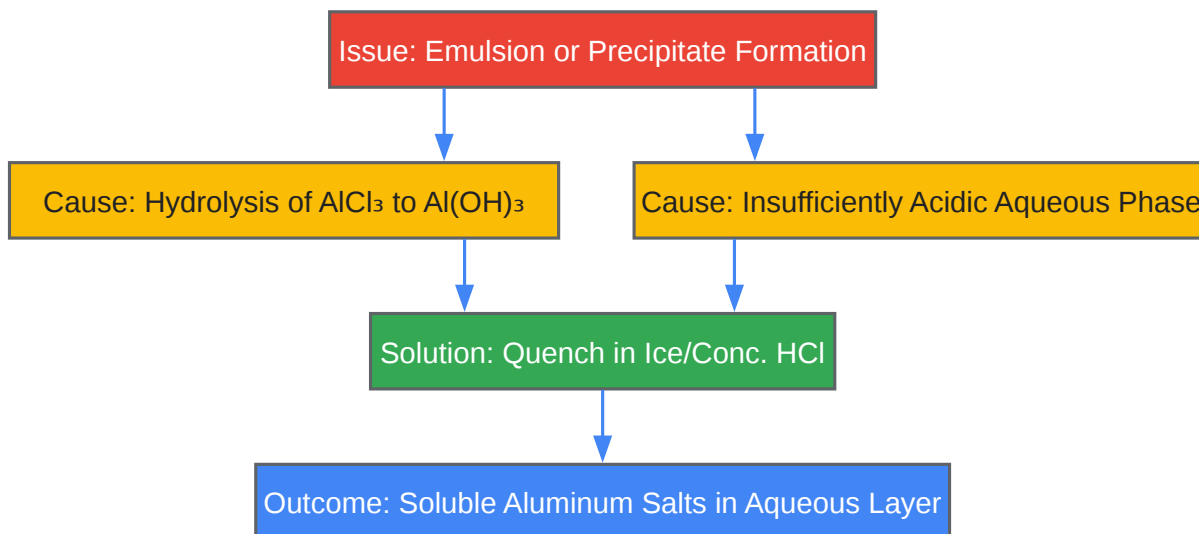 Issue: Emulsion or Precipitate Formation
Cause: Hydrolysis of AlCl₃ to Al(OH)₃
Cause: Insufficiently Acidic Aqueous Phase
Solution: Quench in Ice/Conc. HCl
Outcome: Soluble Aluminum Salts in Aqueous Layer